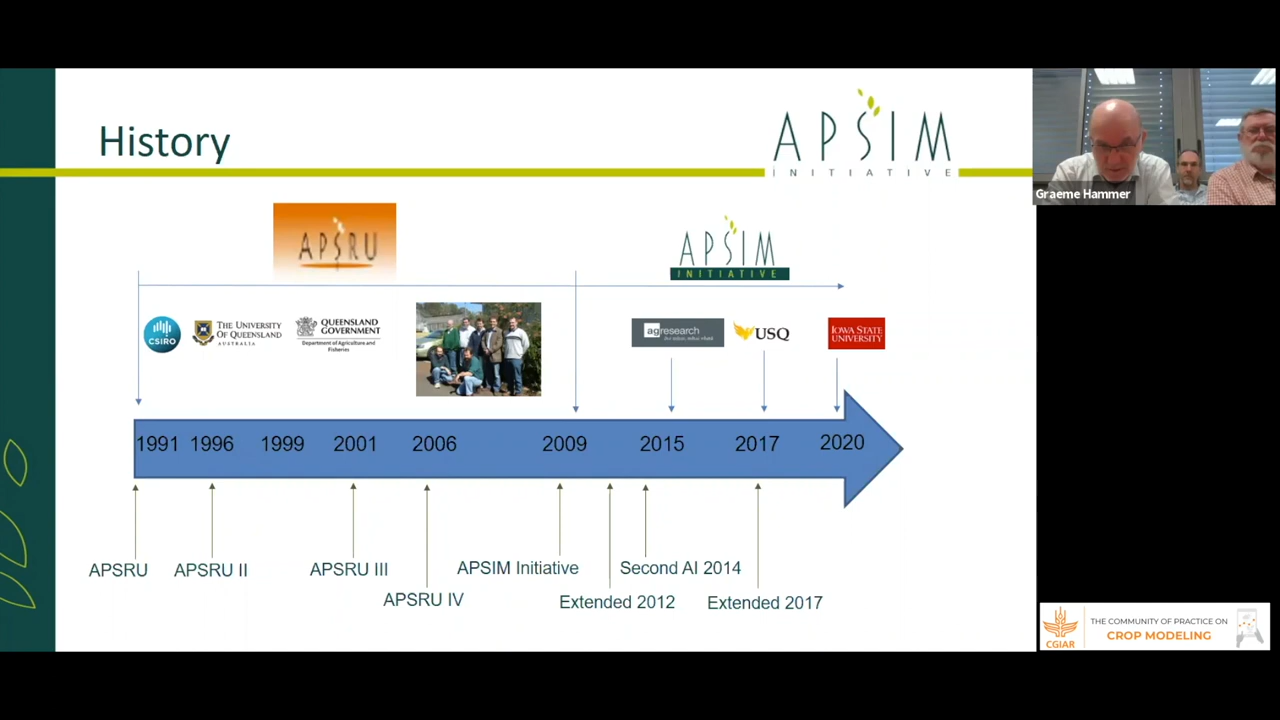 History
APSIM
INITIATIVE
Graeme Hammer
APSRU
APSIM
INITIATIVE
CSIRO
THE UNIVERSITY
OF QUEENSLAND
AUSTRALIA
QUEENSLAND
GOVERNMENT
Department of Agriculture and
Fisheries
agresearch
USQ
IOWA STATE
UNIVERSITY
1991 1996 1999 2001 2006 2009 2015 2017 2020
APSRU APSRU II APSRU III APSIM Initiative Second AI 2014
APSRU IV Extended 2012 Extended 2017
CGIAR
THE COMMUNITY OF PRACTICE ON
CROP MODELING